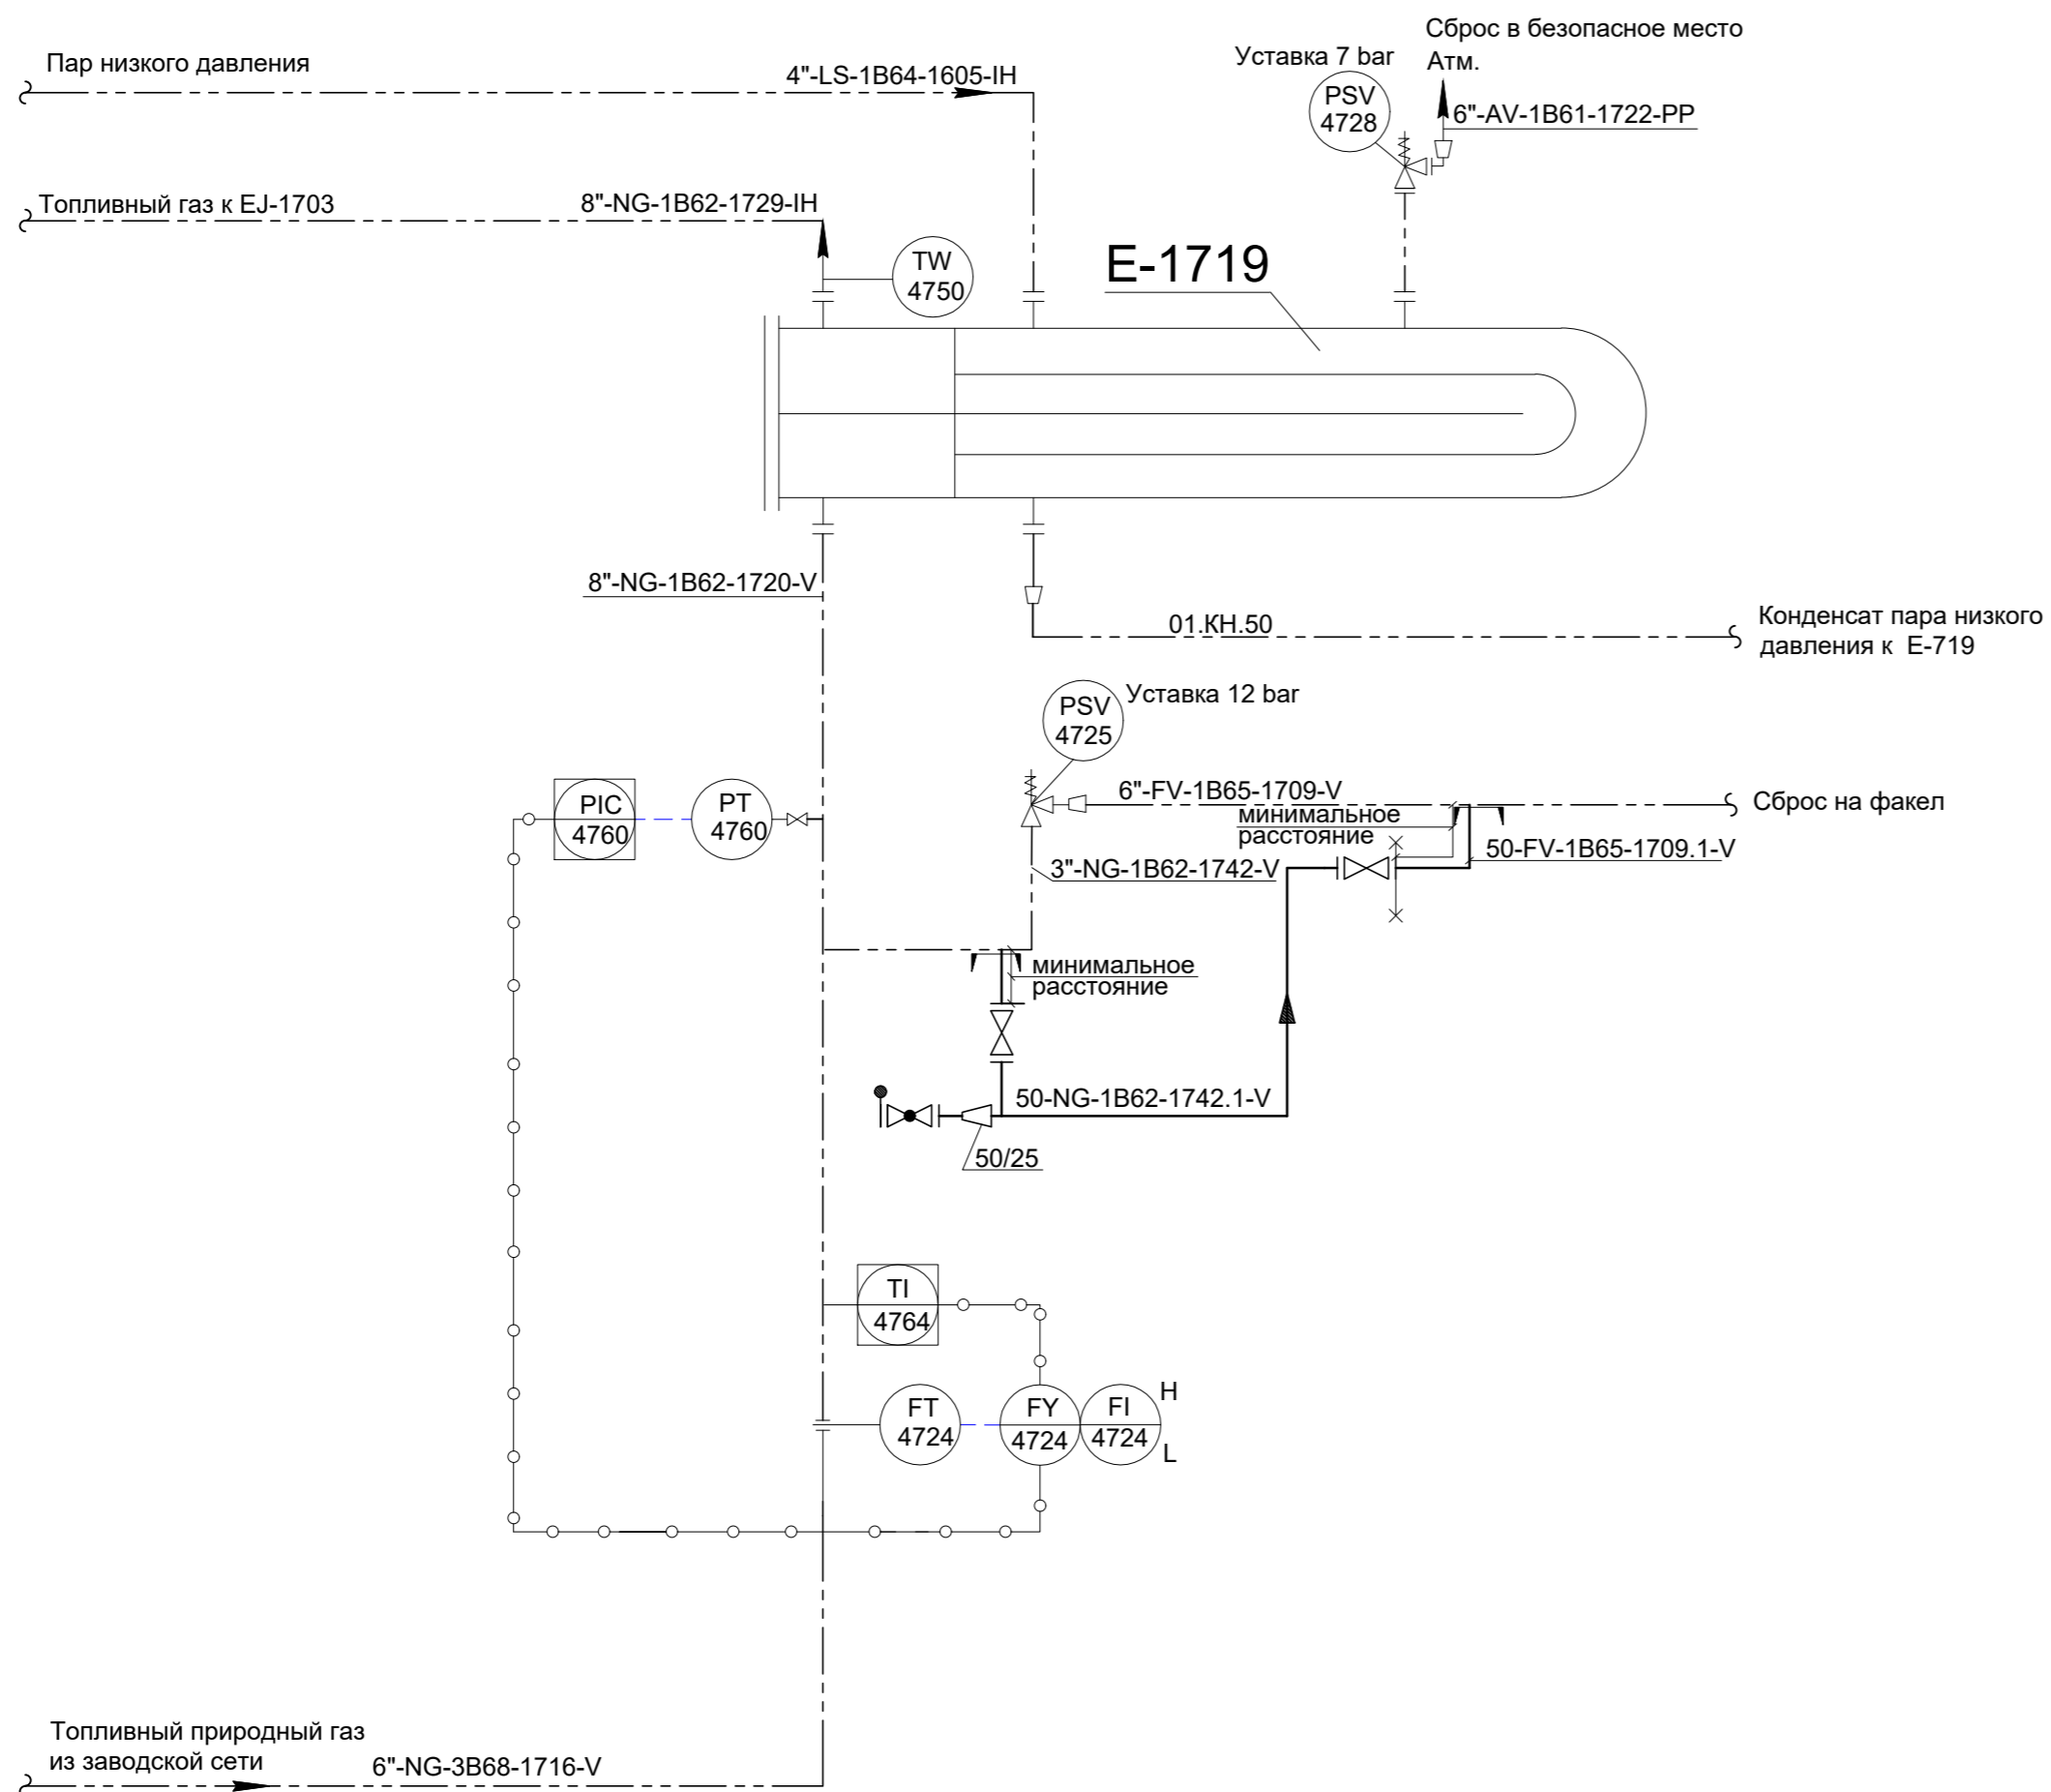 Сброс в безопасное место
Атм.
Уставка 7 bar
Пар низкого давления
4"-LS-1B64-1605-IH
PSV
4728
6"-AV-1B61-1722-PP
Топливный газ к EJ-1703
8"-NG-1B62-1729-IH
TW
4750
E-1719
8"-NG-1B62-1720-V
01.КН.50
Конденсат пара низкого
давления к E-719
PSV
4725
Уставка 12 bar
PIC
4760
PT
4760
6"-FV-1B65-1709-V
Сброс на факел
минимальное
расстояние
50-FV-1B65-1709.1-V
3"-NG-1B62-1742-V
минимальное
расстояние
50-NG-1B62-1742.1-V
50/25
TI
4764
FT
4724
FY
4724
FI
4724
H
L
Топливный природный газ
из заводской сети
6"-NG-3B68-1716-V